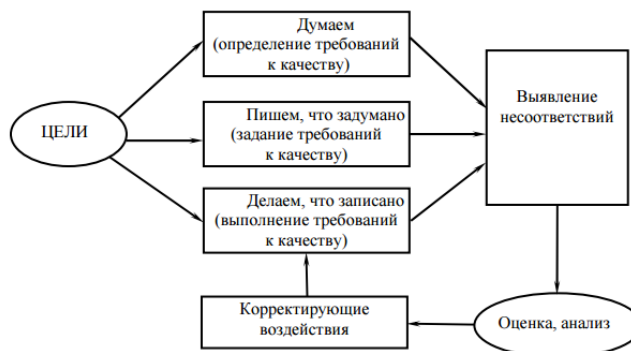 Думаем
(определение требований
к качеству)
ЦЕЛИ
Пишем, что задумано
(задание требований
к качеству)
Выявление
несоответствий
Делаем, что записано
(выполнение требований
к качеству)
Корректирующие
воздействия
Оценка, анализ